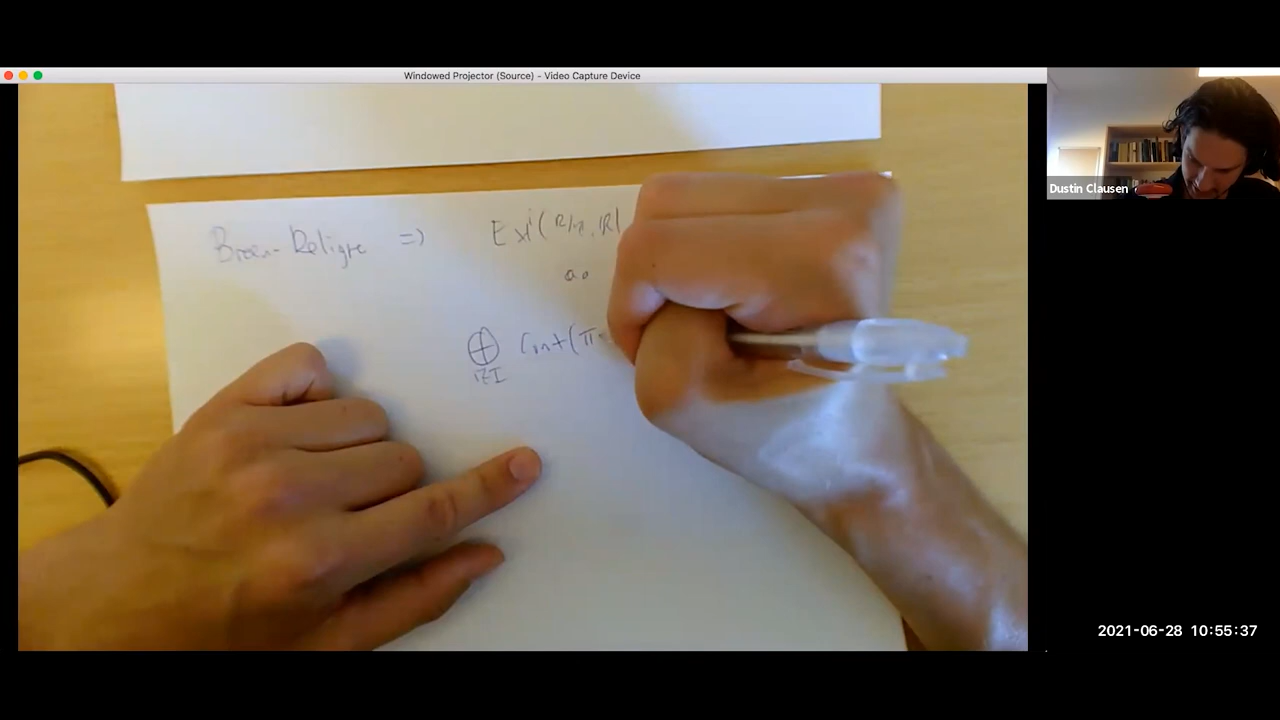 Windowed Projector (Source) - Video Capture Device
Dustin Clausen
Breen-Deligne => Ext^i(R/Z, R)
⊕ Cont(π
i∈I
2021-06-28 10:55:37